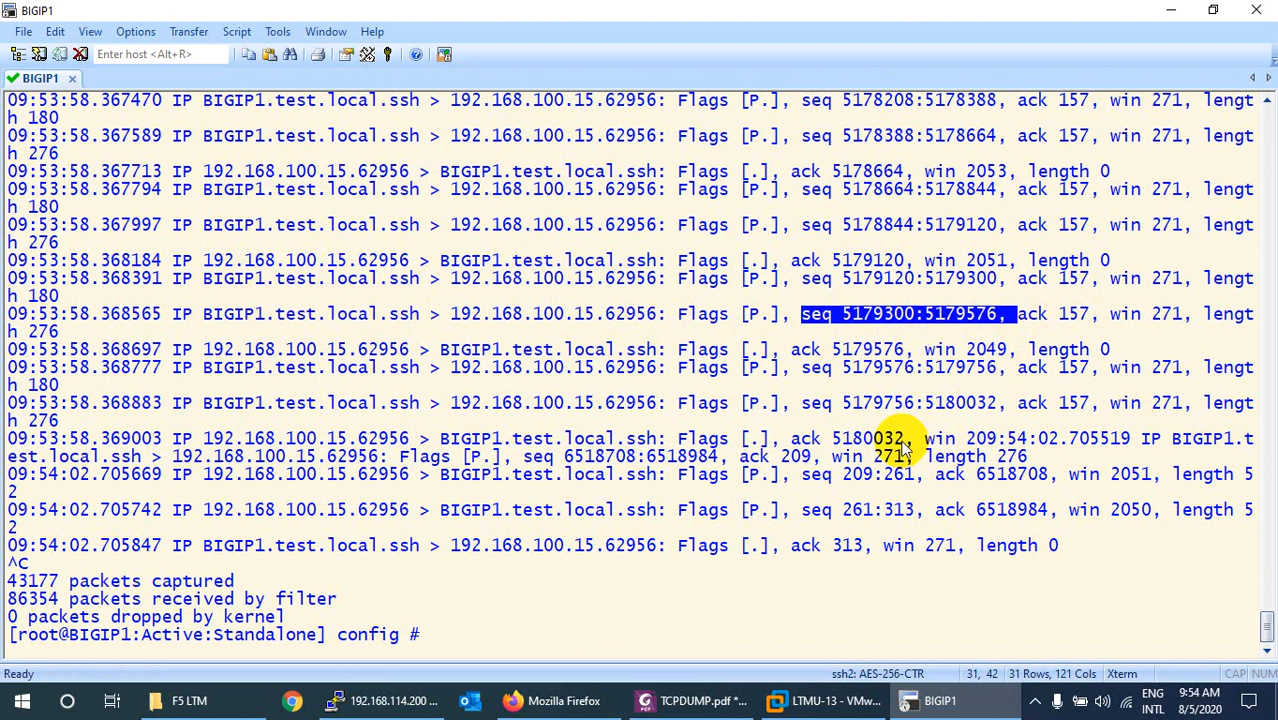 BIGIP1
File Edit View Options Transfer Script Tools Window Help
Enter host <Alt+R>
BIGIP1
09:53:58.367470 IP BIGIP1.test.local.ssh > 192.168.100.15.62956: Flags [P.], seq 5178208:5178388, ack 157, win 271, lengt
h 180
09:53:58.367589 IP BIGIP1.test.local.ssh > 192.168.100.15.62956: Flags [P.], seq 5178388:5178664, ack 157, win 271, lengt
h 276
09:53:58.367713 IP 192.168.100.15.62956 > BIGIP1.test.local.ssh: Flags [.], ack 5178664, win 2053, length 0
09:53:58.367794 IP BIGIP1.test.local.ssh > 192.168.100.15.62956: Flags [P.], seq 5178664:5178844, ack 157, win 271, lengt
h 180
09:53:58.367997 IP BIGIP1.test.local.ssh > 192.168.100.15.62956: Flags [P.], seq 5178844:5179120, ack 157, win 271, lengt
h 276
09:53:58.368184 IP 192.168.100.15.62956 > BIGIP1.test.local.ssh: Flags [.], ack 5179120, win 2051, length 0
09:53:58.368391 IP BIGIP1.test.local.ssh > 192.168.100.15.62956: Flags [P.], seq 5179120:5179300, ack 157, win 271, lengt
h 180
09:53:58.368565 IP BIGIP1.test.local.ssh > 192.168.100.15.62956: Flags [P.], seq 5179300:5179576, ack 157, win 271, lengt
h 276
09:53:58.368697 IP 192.168.100.15.62956 > BIGIP1.test.local.ssh: Flags [.], ack 5179576, win 2049, length 0
09:53:58.368777 IP BIGIP1.test.local.ssh > 192.168.100.15.62956: Flags [P.], seq 5179576:5179756, ack 157, win 271, lengt
h 180
09:53:58.368883 IP BIGIP1.test.local.ssh > 192.168.100.15.62956: Flags [P.], seq 5179756:5180032, ack 157, win 271, lengt
h 276
09:53:58.369003 IP 192.168.100.15.62956 > BIGIP1.test.local.ssh: Flags [.], ack 5180032, win 209:54:02.705519 IP BIGIP1.t
est.local.ssh > 192.168.100.15.62956: Flags [P.], seq 6518708:6518984, ack 209, win 271, length 276
09:54:02.705669 IP 192.168.100.15.62956 > BIGIP1.test.local.ssh: Flags [P.], seq 209:261, ack 6518708, win 2051, length 5
2
09:54:02.705742 IP 192.168.100.15.62956 > BIGIP1.test.local.ssh: Flags [P.], seq 261:313, ack 6518984, win 2050, length 5
2
09:54:02.705847 IP BIGIP1.test.local.ssh > 192.168.100.15.62956: Flags [.], ack 313, win 271, length 0
^C
43177 packets captured
86354 packets received by filter
0 packets dropped by kernel
[root@BIGIP1:Active:Standalone] config #
Ready ssh2: AES-256-CTR 31, 42 31 Rows, 121 Cols Xterm CAP NUM
F5 LTM 192.168.114.200 ... Mozilla Firefox TCPDUMP.pdf *... LTMU-13 - VMw... BIGIP1 ENG INTL 9:54 AM 8/5/2020